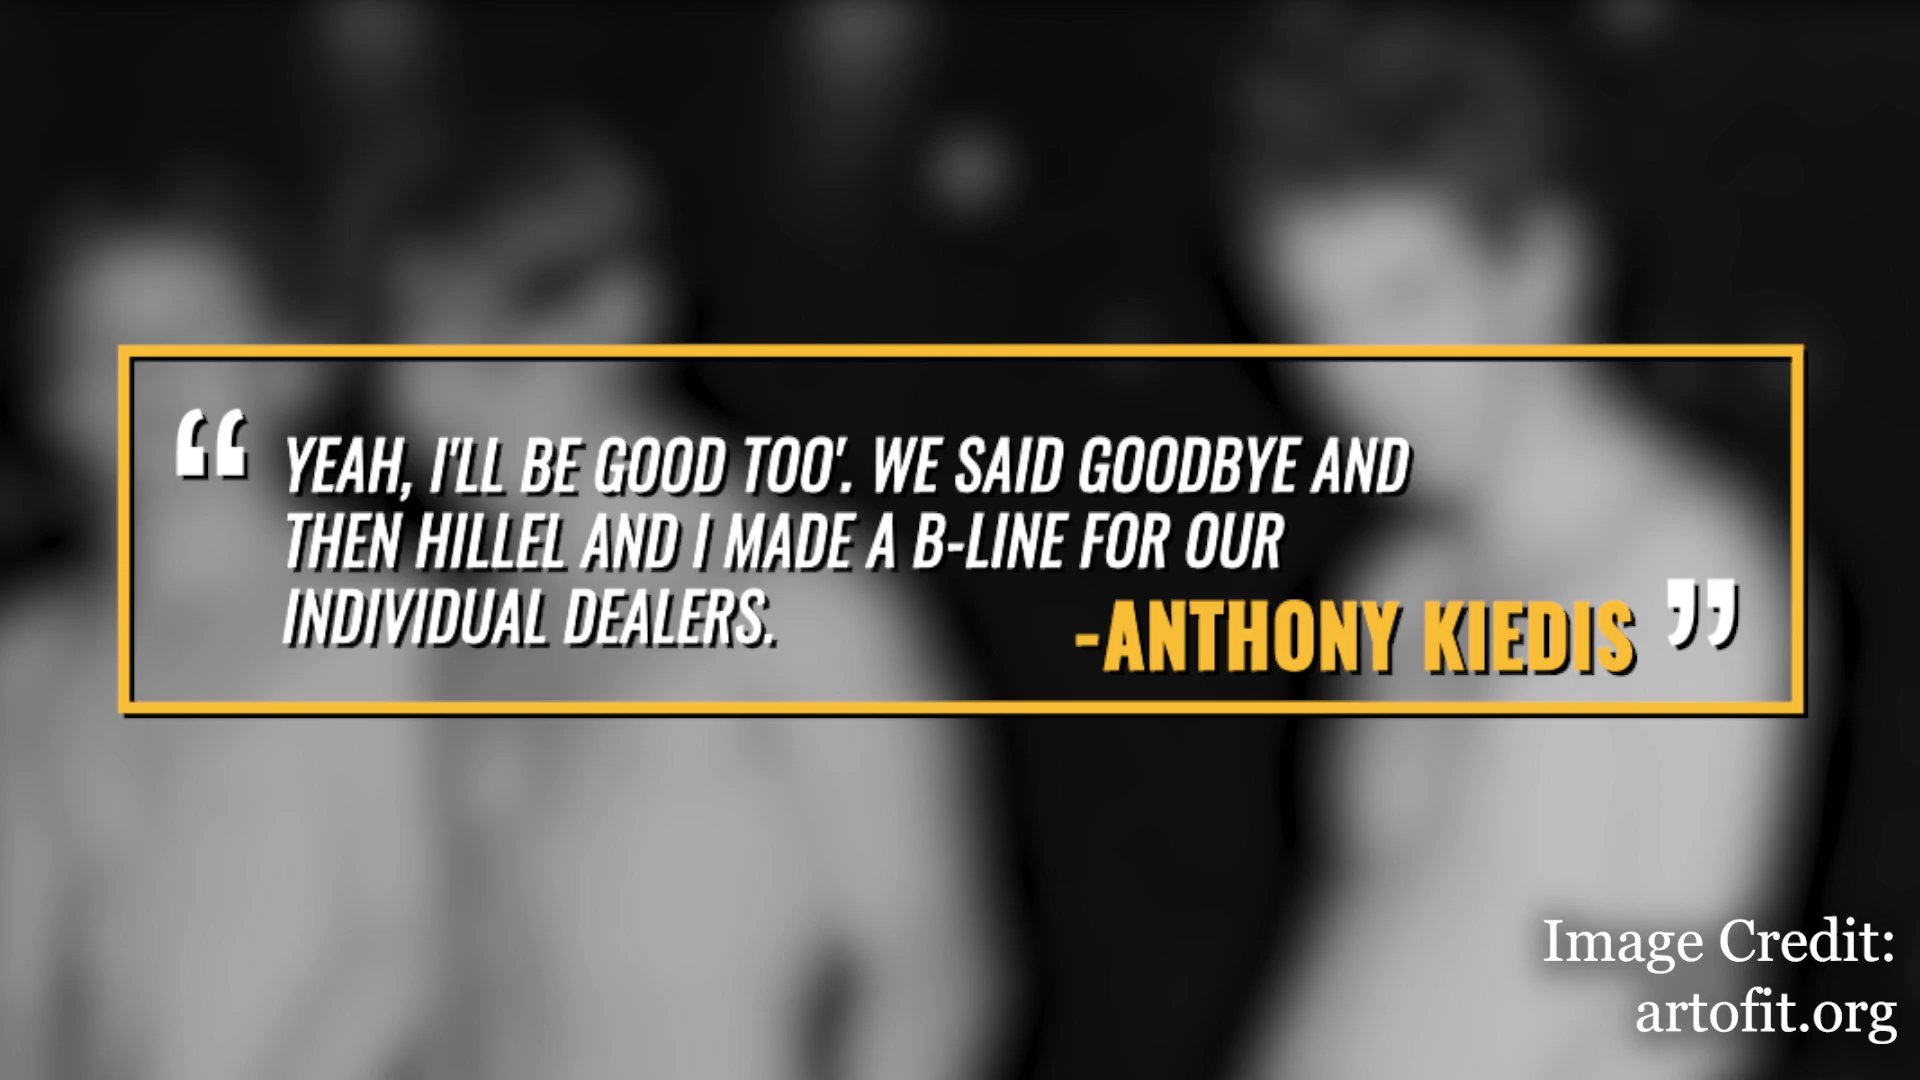 “ YEAH, I'LL BE GOOD TOO'. WE SAID GOODBYE AND
THEN HILLEL AND I MADE A B-LINE FOR OUR
INDIVIDUAL DEALERS.
-ANTHONY KIEDIS ”
Image Credit:
artofit.org